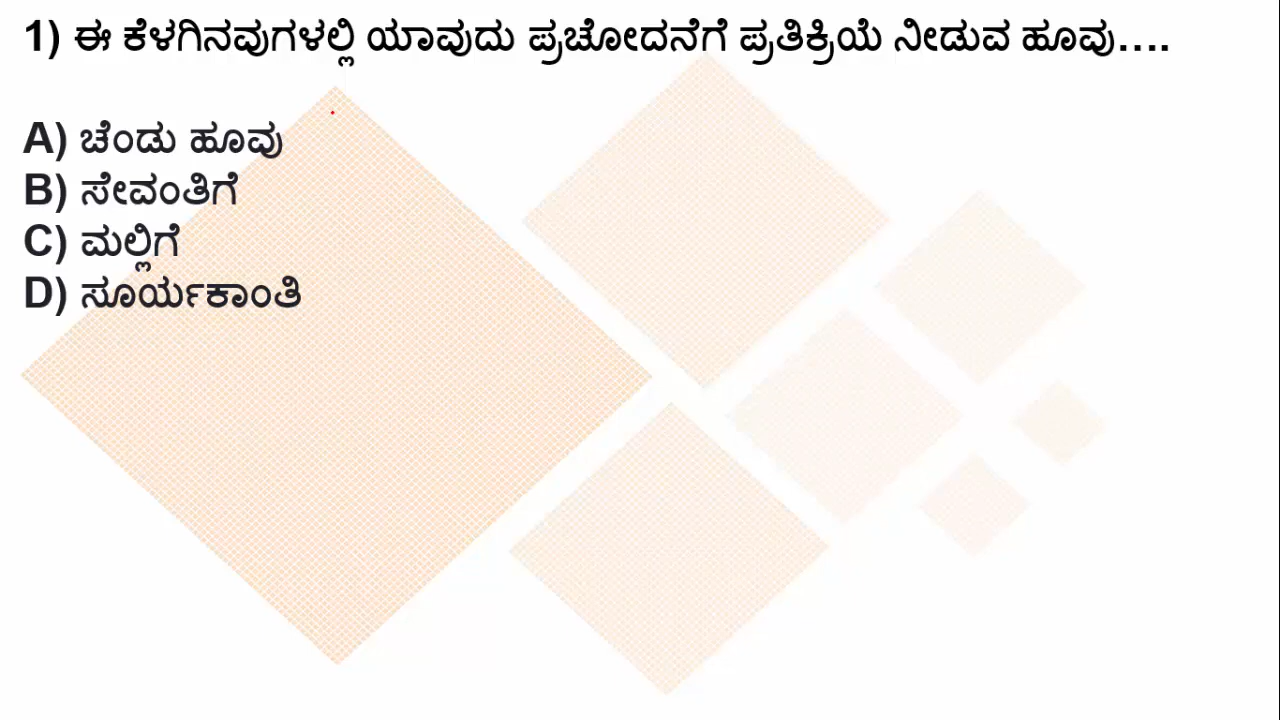 1) ಈ ಕೆಳಗಿನವುಗಳಲ್ಲಿ ಯಾವುದು ಪ್ರಚೋದನೆಗೆ ಪ್ರತಿಕ್ರಿಯೆ ನೀಡುವ ಹೂವು....
A) ಚೆಂಡು ಹೂವು
B) ಸೇವಂತಿಗೆ
C) ಮಲ್ಲಿಗೆ
D) ಸೂರ್ಯಕಾಂತಿ